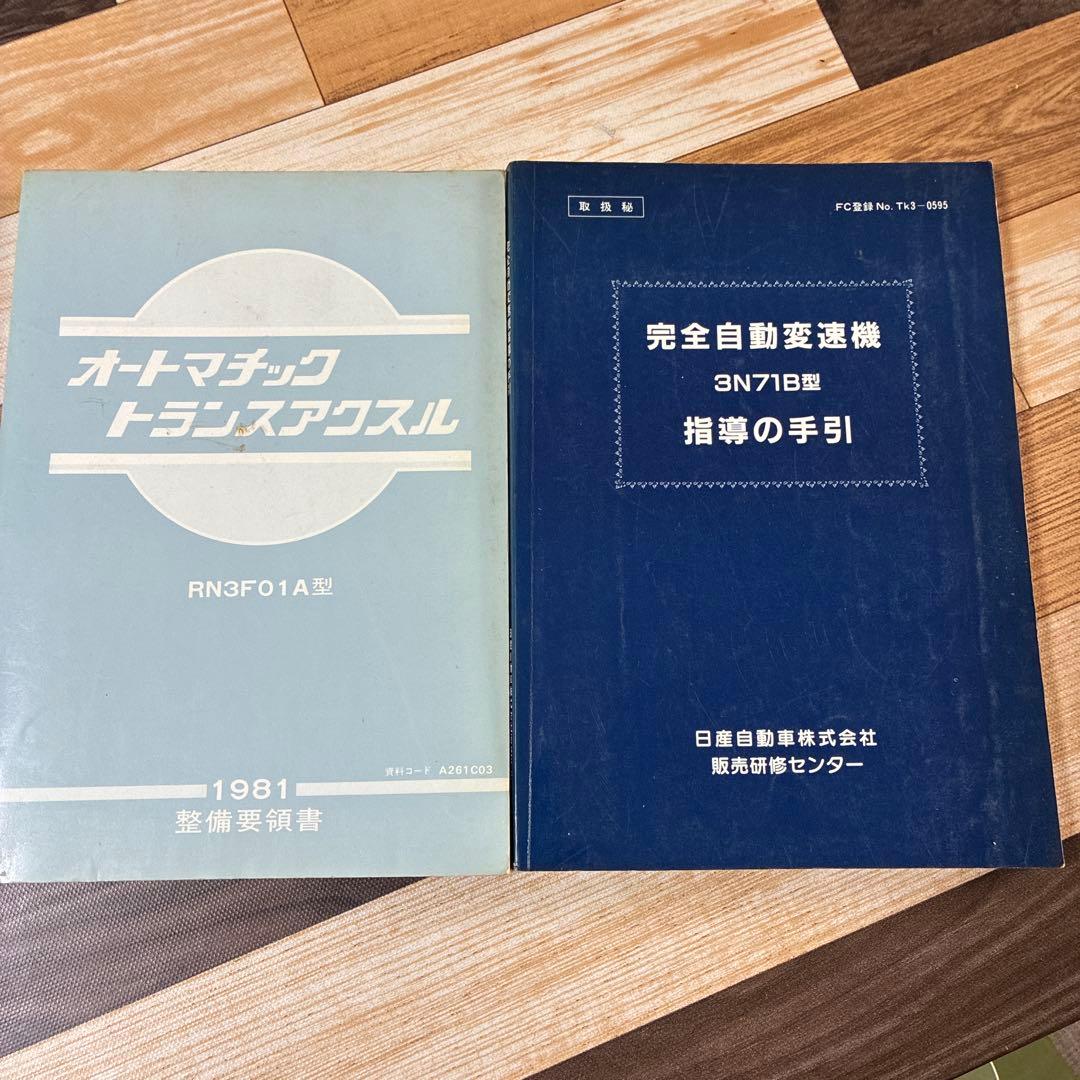 オートマチック
トランスアクスル
RN3F01A型
資料コード A261C03
1981
整備要領書
取扱秘
FC登録No. Tk3-0595
完全自動変速機
3N71B型
指導の手引
日産自動車株式会社
販売研修センター